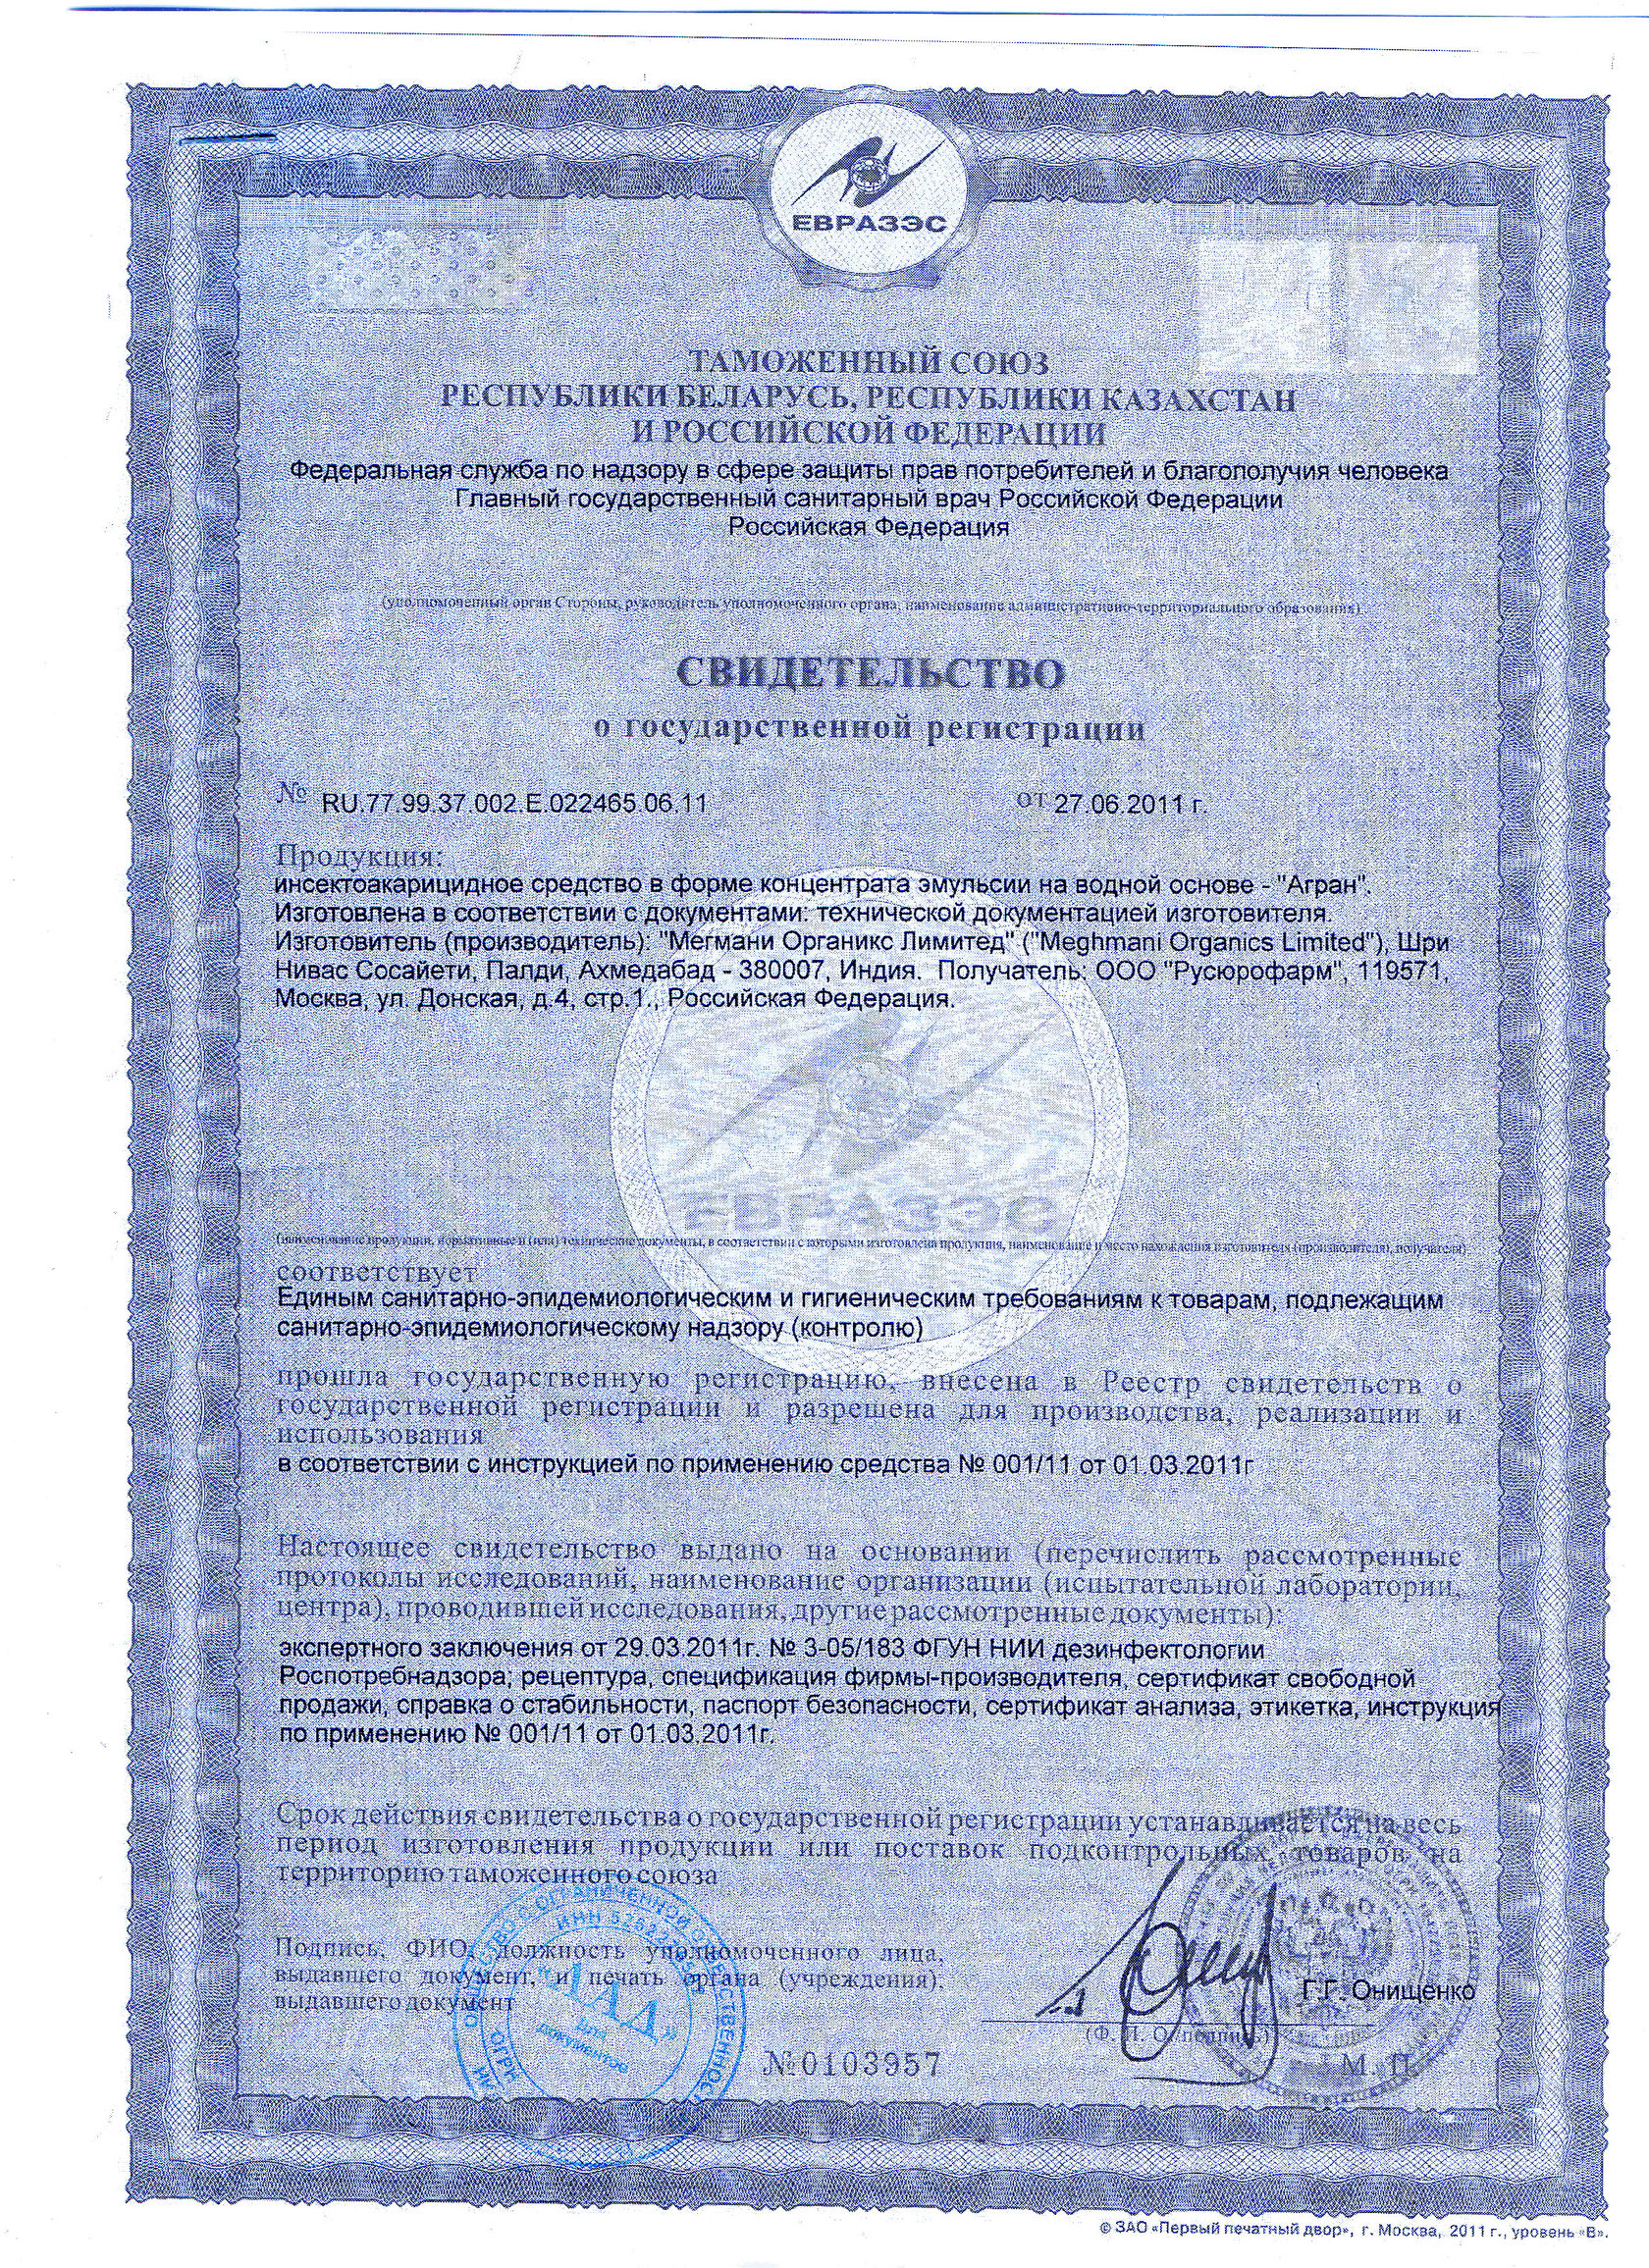 ЕВРАЗЭС
ТАМОЖЕННЫЙ СОЮЗ
РЕСПУБЛИКИ БЕЛАРУСЬ, РЕСПУБЛИКИ КАЗАХСТАН
И РОССИЙСКОЙ ФЕДЕРАЦИИ
Федеральная служба по надзору в сфере защиты прав потребителей и благополучия человека
Главный государственный санитарный врач Российской Федерации
Российская Федерация
(уполномоченный орган Стороны, руководитель уполномоченного органа, наименование административно-территориального образования)
СВИДЕТЕЛЬСТВО
о государственной регистрации
№ RU.77.99.37.002.Е.022465.06.11 от 27.06.2011 г.
Продукция:
инсектоакарицидное средство в форме концентрата эмульсии на водной основе - "Агран".
Изготовлена в соответствии с документами: технической документацией изготовителя.
Изготовитель (производитель): "Мегмани Органикс Лимитед" ("Meghmani Organics Limited"), Шри
Нивас Сосайети, Палди, Ахмедабад - 380007, Индия. Получатель: ООО "Русюрофарм", 119571,
Москва, ул. Донская, д.4, стр.1., Российская Федерация.
ЕВРАЗЭС
(наименование продукции, нормативные и (или) технические документы, в соответствии с которыми изготовлена продукция, наименование и место нахождения изготовителя (производителя), получателя)
соответствует
Единым санитарно-эпидемиологическим и гигиеническим требованиям к товарам, подлежащим
санитарно-эпидемиологическому надзору (контролю)
прошла государственную регистрацию, внесена в Реестр свидетельств о
государственной регистрации и разрешена для производства, реализации и
использования
в соответствии с инструкцией по применению средства № 001/11 от 01.03.2011г
Настоящее свидетельство выдано на основании (перечислить рассмотренные
протоколы исследований, наименование организации (испытательной лаборатории,
центра), проводившей исследования, другие рассмотренные документы):
экспертного заключения от 29.03.2011г. № 3-05/183 ФГУН НИИ дезинфектологии
Роспотребнадзора; рецептура, спецификация фирмы-производителя, сертификат свободной
продажи, справка о стабильности, паспорт безопасности, сертификат анализа, этикетка, инструкция
по применению № 001/11 от 01.03.2011г.
Срок действия свидетельства о государственной регистрации устанавливается на весь
период изготовления продукции или поставок подконтрольных товаров на
территорию таможенного союза
Подпись, ФИО, должность уполномоченного лица,
выдавшего документ, и печать органа (учреждения),
выдавшего документ
Г.Г. Онищенко
(Ф. И. О./подпись)
М. П.
№0103957
ОБЩЕСТВО С ОГРАНИЧЕННОЙ ОТВЕТСТВЕННОСТ
ИНН
ОГРН
для
документов
© ЗАО «Первый печатный двор», г. Москва, 2011 г., уровень «В».